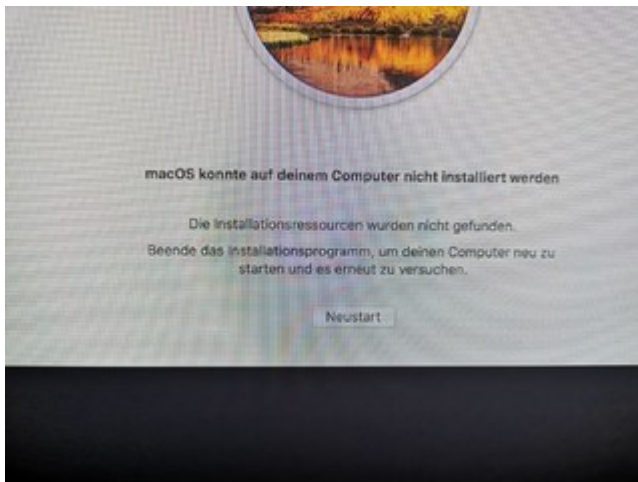 macOS konnte auf deinem Computer nicht installiert werden
Die Installationsressourcen wurden nicht gefunden.
Beende das Installationsprogramm, um deinen Computer neu zu
starten und es erneut zu versuchen.
Neustart